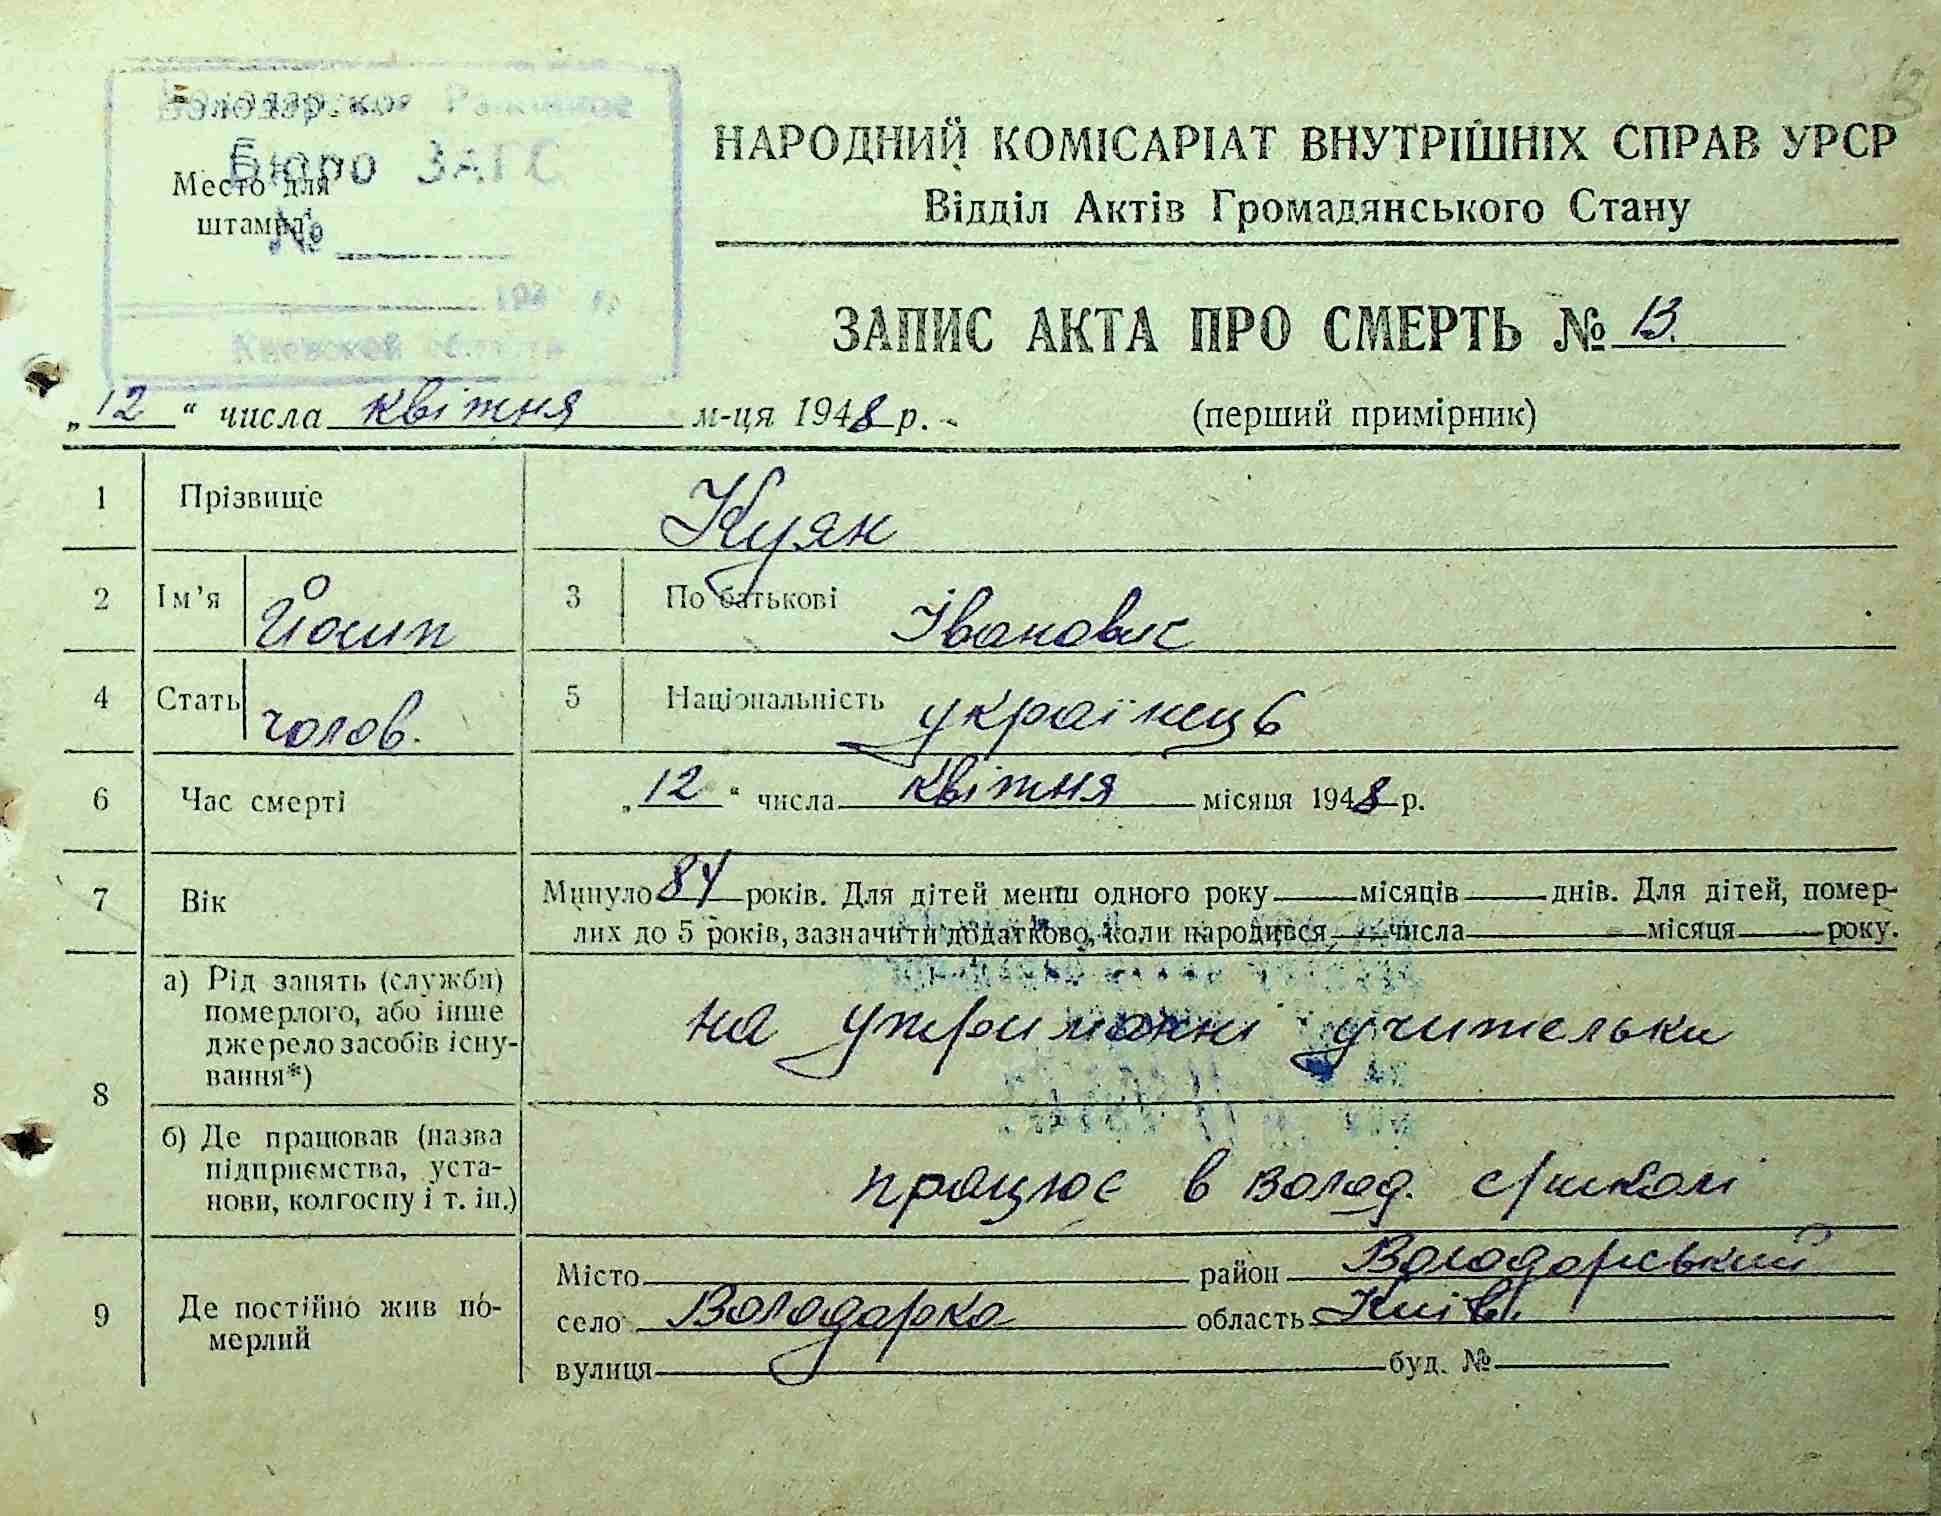 Володарское Районное
Бюро ЗАГС
Место для
штампа
№
194 г.
Киевской области
13
НАРОДНИЙ КОМІСАРІАТ ВНУТРІШНІХ СПРАВ УРСР
Відділ Актів Громадянського Стану
ЗАПИС АКТА ПРО СМЕРТЬ № 13.
„12“ числа квітня м-ця 1948 р.
(перший примірник)
1 Прізвище Куян
2 Ім’я Йосип 3 По батькові Івanович
4 Стать чолов. 5 Національність українець
6 Час смерті „12“ числа квітня місяця 1948 р.
7 Вік Минуло 84 років. Для дітей менш одного року — місяців — днів. Для дітей, помер-
лих до 5 років, зазначити додатково, коли народився — числа — місяця — року.
8 а) Рід занять (служби)
померлого, або інше
джерело засобів існу-
вання*)
на утриманні учительки
б) Де працював (назва
підприємства, уста-
нови, колгоспу і т. ін.)
працює в Волод. с/школі
9 Де постійно жив по-
мерлий
Місто район Володарський
село Володарка область Київ.
вулиця буд. №